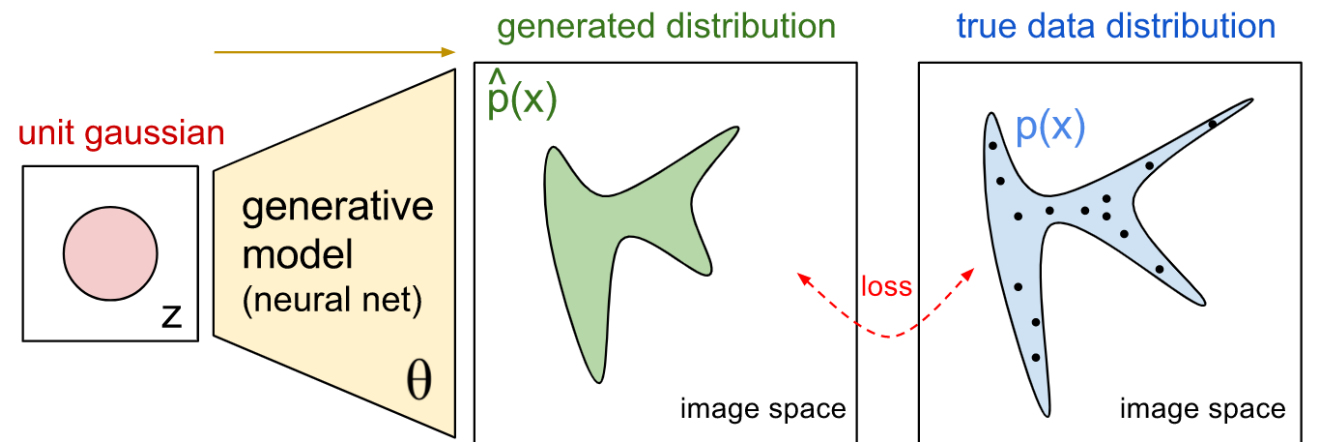 generated distribution
true data distribution
unit gaussian
z
generative
model
(neural net)
θ
p̂(x)
image space
loss
p(x)
image space